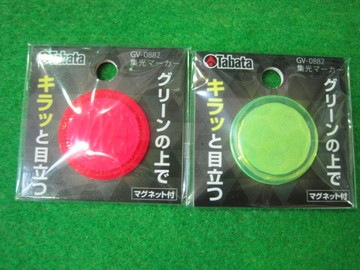 Tabata
GV-0882
集光マーカー
グリーンの上で
キラッと目立つ
マグネット付
Tabata
GV-0882
集光マーカー
グリーンの上で
キラッと目立つ
マグネット付